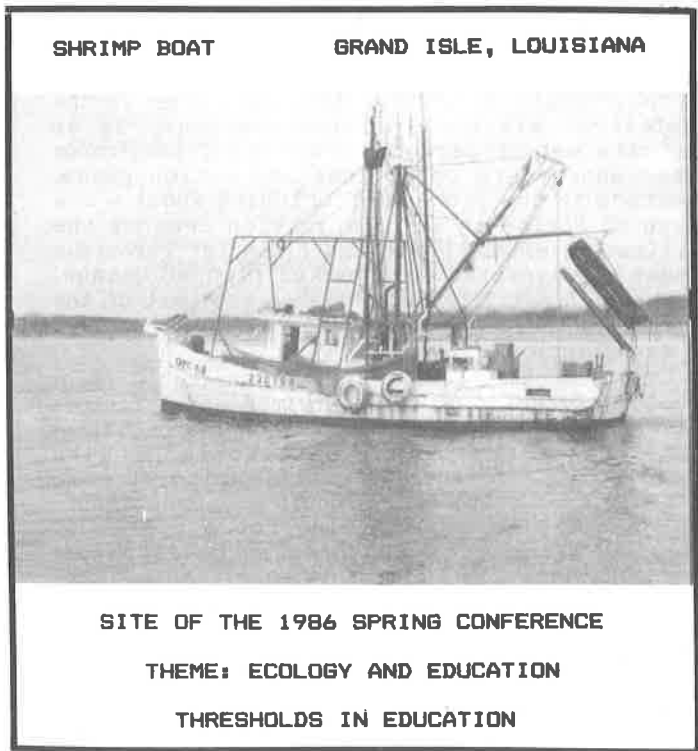 SHRIMP BOAT GRAND ISLE, LOUISIANA
SITE OF THE 1986 SPRING CONFERENCE
THEME: ECOLOGY AND EDUCATION
THRESHOLDS IN EDUCATION